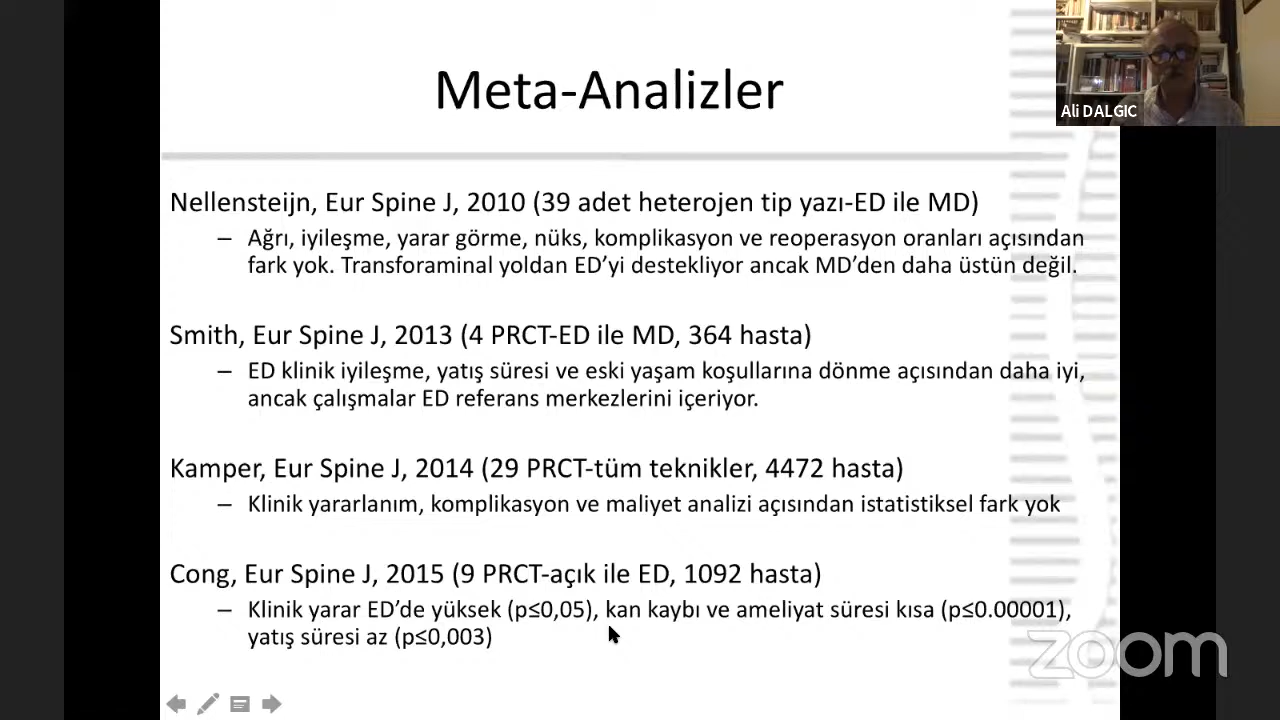 Meta-Analizler
Ali DALGIC
Nellensteijn, Eur Spine J, 2010 (39 adet heterojen tip yazı-ED ile MD)
– Ağrı, iyileşme, yarar görme, nüks, komplikasyon ve reoperasyon oranları açısından
fark yok. Transforaminal yoldan ED’yi destekliyor ancak MD’den daha üstün değil.
Smith, Eur Spine J, 2013 (4 PRCT-ED ile MD, 364 hasta)
– ED klinik iyileşme, yatış süresi ve eski yaşam koşullarına dönme açısından daha iyi,
ancak çalışmalar ED referans merkezlerini içeriyor.
Kamper, Eur Spine J, 2014 (29 PRCT-tüm teknikler, 4472 hasta)
– Klinik yararlanım, komplikasyon ve maliyet analizi açısından istatistiksel fark yok
Cong, Eur Spine J, 2015 (9 PRCT-açık ile ED, 1092 hasta)
– Klinik yarar ED’de yüksek (p≤0,05), kan kaybı ve ameliyat süresi kısa (p≤0.00001),
yatış süresi az (p≤0,003)
zoom